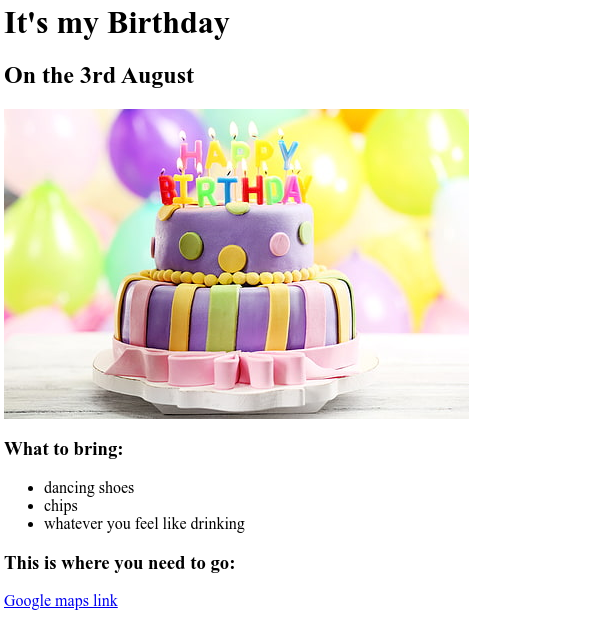 It's my Birthday
On the 3rd August
HAPPY
BIRTHDAY
What to bring:
dancing shoes
chips
whatever you feel like drinking
This is where you need to go:
Google maps link